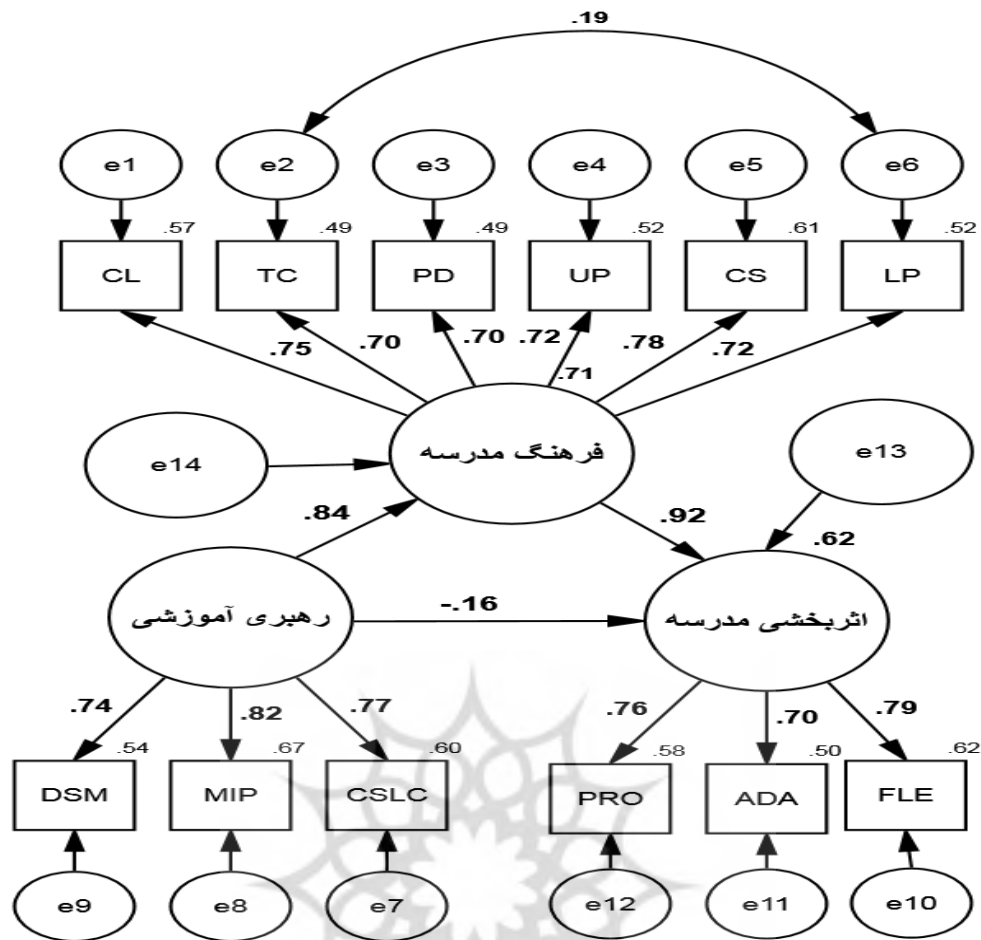 .19
e1 e2 e3 e4 e5 e6
.57 .49 .49 .52 .61 .52
CL TC PD UP CS LP
.75 .70 .70 .72 .78 .72
.71
e14 فرهنگ مدرسه e13
.84 .92 .62
رهبری آموزشی -.16 اثربخشی مدرسه
.74 .82 .77 .76 .70 .79
.54 .67 .60 .58 .50 .62
DSM MIP CSLC PRO ADA FLE
e9 e8 e7 e12 e11 e10